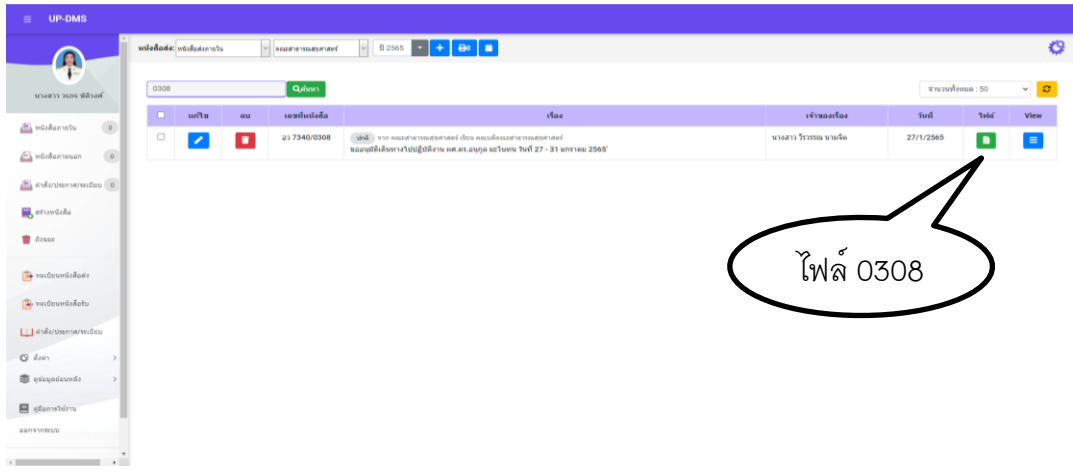 UP-DMS
หนังสือส่ง: หนังสือส่งภายใน คณะสาธารณสุขศาสตร์ ปี 2565
0308 ค้นหา จำนวนทั้งหมด : 50
แก้ไข ลบ เลขที่หนังสือ เรื่อง เจ้าของเรื่อง วันที่ ไฟล์ View
อว 7340/0308 ปกติ จาก คณะสาธารณสุขศาสตร์ เรียน คณบดีคณะสาธารณสุขศาสตร์ นางสาว วีรวรรณ นามจิต 27/1/2565
ขออนุมัติเดินทางไปปฏิบัติงาน ผศ.ดร.อนุกูล มะโนทน วันที่ 27 - 31 มกราคม 2565
นางสาว
หนังสือภายใน 0
หนังสือภายนอก 0
คำสั่ง/ประกาศ/ระเบียบ 0
สร้างหนังสือ
ถังขยะ
ทะเบียนหนังสือส่ง
ทะเบียนหนังสือรับ
คำสั่ง/ประกาศ/ระเบียบ
ตั้งค่า
ดูข้อมูลย้อนหลัง
คู่มือการใช้งาน
ออกจากระบบ
ไฟล์ 0308